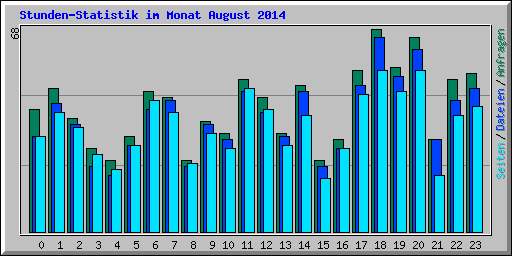 Stunden-Statistik im Monat August 2014
68
0 1 2 3 4 5 6 7 8 9 10 11 12 13 14 15 16 17 18 19 20 21 22 23
Seiten / Dateien / Anfragen